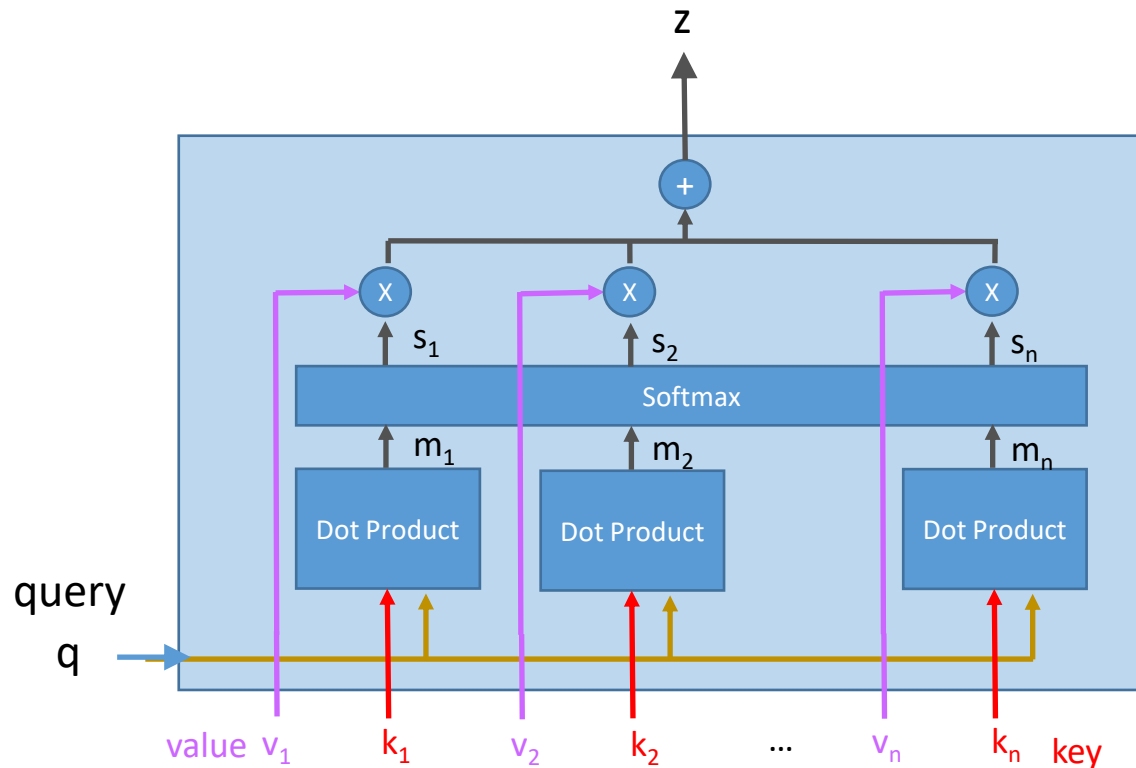 z
+
X X X
s₁ s₂ sₙ
Softmax
m₁ m₂ mₙ
Dot Product Dot Product Dot Product
query
q
value v₁ k₁ v₂ k₂ ... vₙ kₙ key